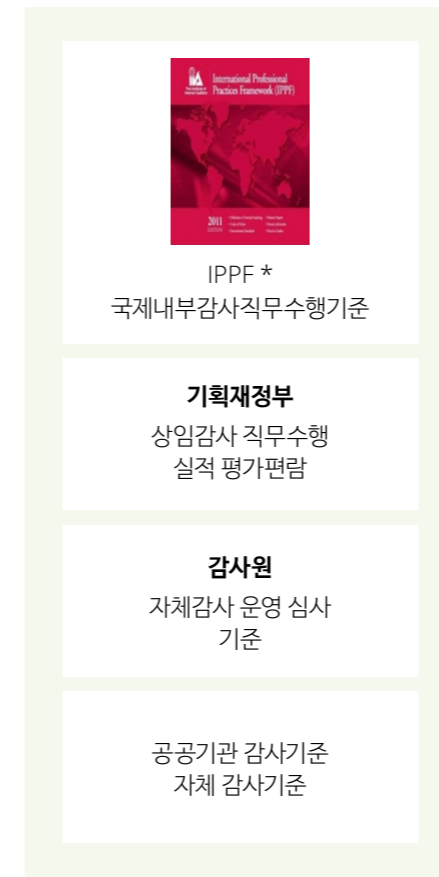 IIA
International Professional
Practices Framework (IPPF)
2011
EDITION
IPPF *
국제내부감사직무수행기준
기획재정부
상임감사 직무수행
실적 평가편람
감사원
자체감사 운영 심사
기준
공공기관 감사기준
자체 감사기준